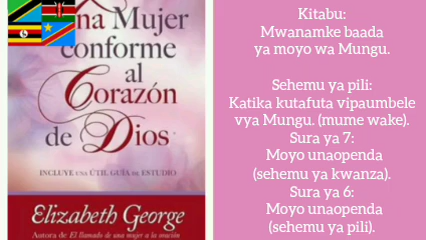 una Mujer
conforme
al
Corazón
de Dios
INCLUYE UNA ÚTIL GUÍA DE ESTUDIO
Elizabeth George
Autora de El llamado de una mujer a la oración
Kitabu:
Mwanamke baada
ya moyo wa Mungu.
Sehemu ya pili:
Katika kutafuta vipaumbele
vya Mungu. (mume wake).
Sura ya 7:
Moyo unaopenda
(sehemu ya kwanza).
Sura ya 6:
Moyo unaopenda
(sehemu ya pili).